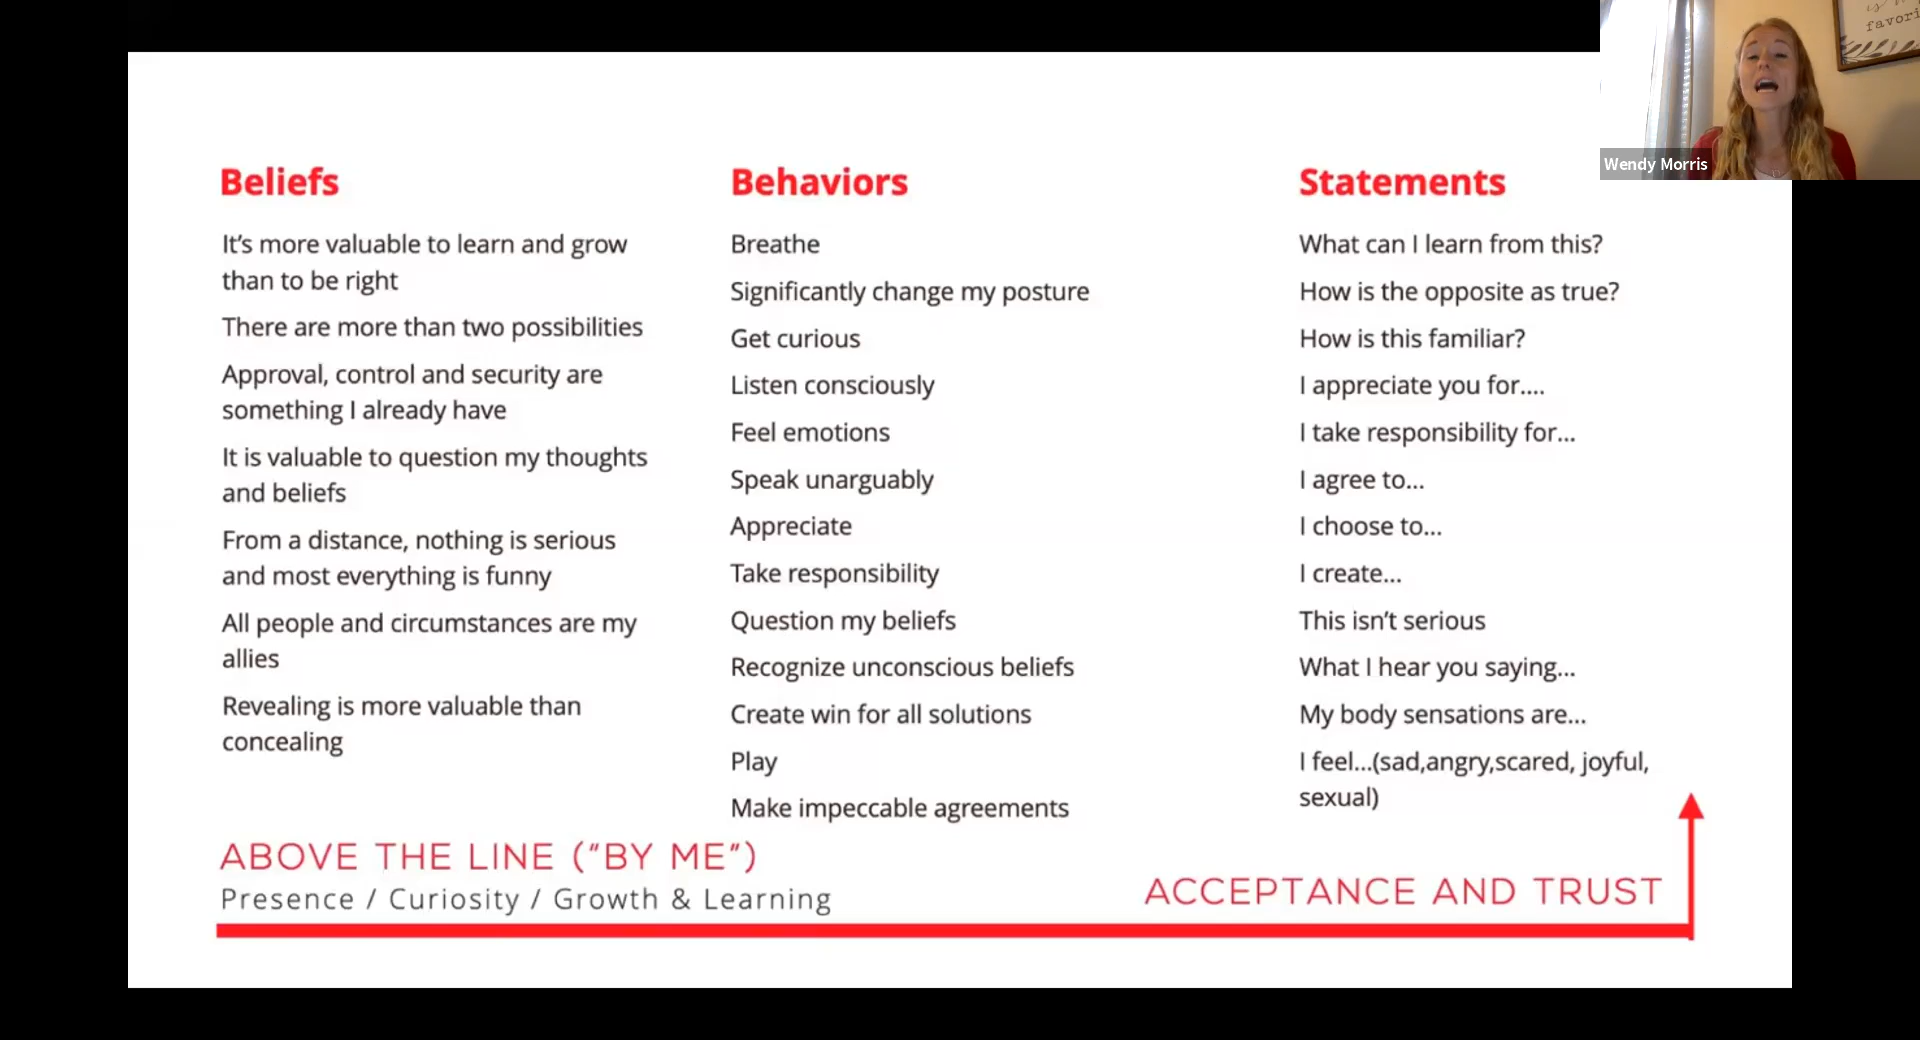 favori
Wendy Morris
Beliefs
It's more valuable to learn and grow
than to be right
There are more than two possibilities
Approval, control and security are
something I already have
It is valuable to question my thoughts
and beliefs
From a distance, nothing is serious
and most everything is funny
All people and circumstances are my
allies
Revealing is more valuable than
concealing
Behaviors
Breathe
Significantly change my posture
Get curious
Listen consciously
Feel emotions
Speak unarguably
Appreciate
Take responsibility
Question my beliefs
Recognize unconscious beliefs
Create win for all solutions
Play
Make impeccable agreements
Statements
What can I learn from this?
How is the opposite as true?
How is this familiar?
I appreciate you for....
I take responsibility for...
I agree to...
I choose to...
I create...
This isn't serious
What I hear you saying...
My body sensations are...
I feel...(sad,angry,scared, joyful,
sexual)
ABOVE THE LINE ("BY ME")
Presence / Curiosity / Growth & Learning
ACCEPTANCE AND TRUST